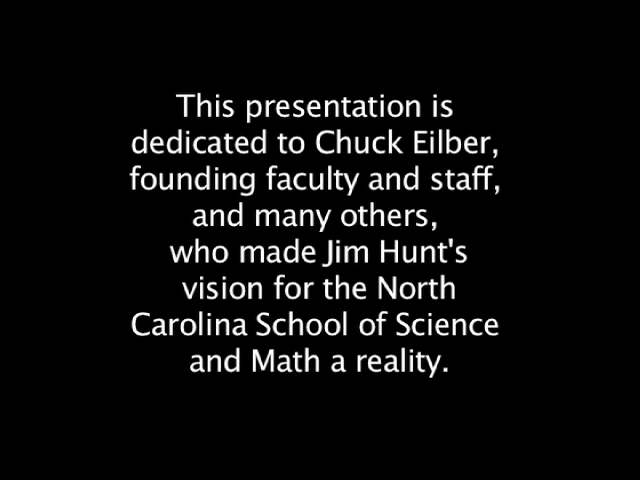 This presentation is
dedicated to Chuck Eilber,
founding faculty and staff,
and many others,
who made Jim Hunt's
vision for the North
Carolina School of Science
and Math a reality.